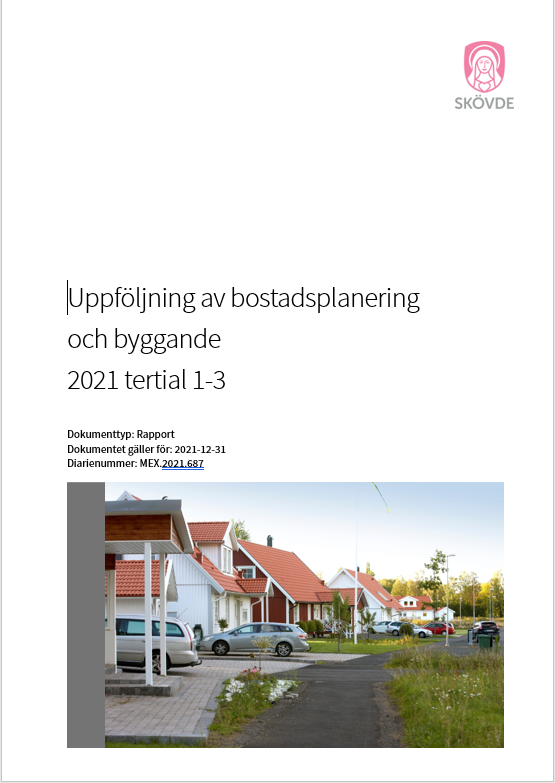 SKÖVDE
Uppföljning av bostadsplanering
och byggande
2021 tertial 1-3
Dokumenttyp: Rapport
Dokumentet gäller för: 2021-12-31
Diarienummer: MEX.2021.687